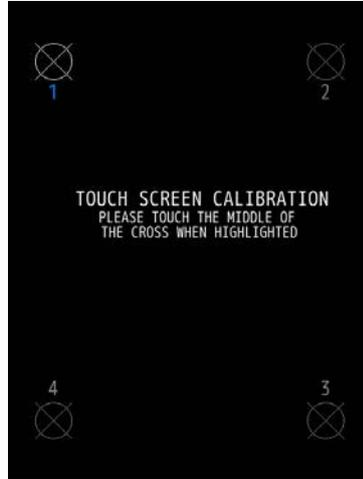 1
2
TOUCH SCREEN CALIBRATION
PLEASE TOUCH THE MIDDLE OF
THE CROSS WHEN HIGHLIGHTED
4
3